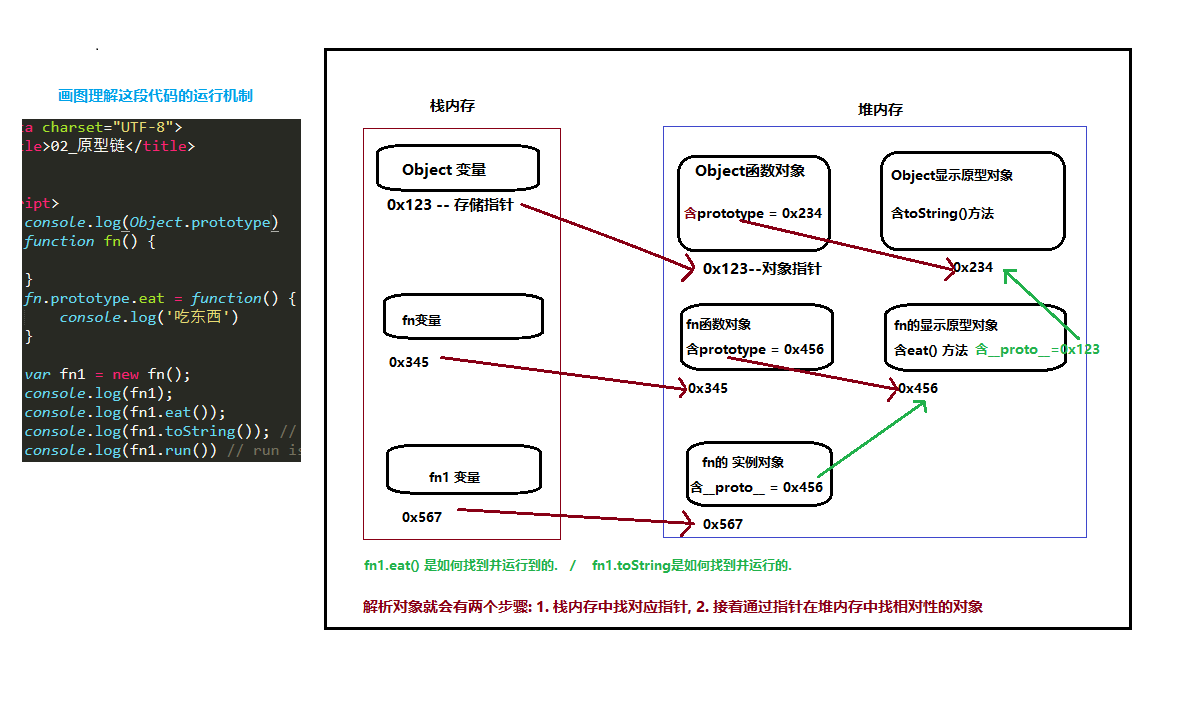 画图理解这段代码的运行机制
a charset="UTF-8">
le>02_原型链</title>
ript>
console.log(Object.prototype)
function fn() {
}
fn.prototype.eat = function() {
console.log('吃东西')
}
var fn1 = new fn();
console.log(fn1);
console.log(fn1.eat());
console.log(fn1.toString()); //
console.log(fn1.run()) // run is
栈内存
Object 变量
0x123 -- 存储指针
fn变量
0x345
fn1 变量
0x567
堆内存
Object函数对象
含prototype = 0x234
0x123--对象指针
Object显示原型对象
含toString()方法
0x234
fn函数对象
含prototype = 0x456
0x345
fn的显示原型对象
含eat() 方法 含__proto__=0x123
0x456
fn的 实例对象
含__proto__ = 0x456
0x567
fn1.eat() 是如何找到并运行到的. / fn1.toString是如何找到并运行的.
解析对象就会有两个步骤: 1. 栈内存中找对应指针, 2. 接着通过指针在堆内存中找相对性的对象